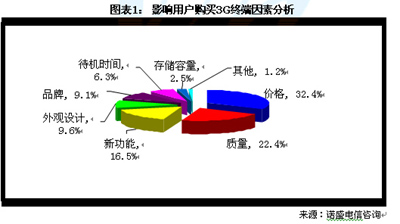 图表1： 影响用户购买3G终端因素分析
待机时间,
6.3%
存储容量,
2.5%
其他, 1.2%
品牌, 9.1%
价格, 32.4%
外观设计,
9.6%
新功能,
16.5%
质量, 22.4%
来源：诺盛电信咨询